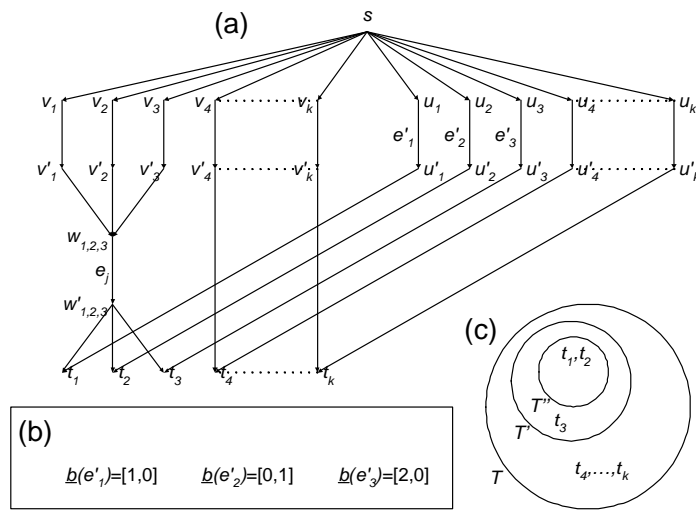 (a) s
v1 v2 v3 v4 vk u1 u2 u3 u4 uk
e'1 e'2 e'3
v'1 v'2 v'3 v'4 v'k u'1 u'2 u'3 u'4 u'k
w1,2,3
ej
w'1,2,3
t1 t2 t3 t4 tk
(b)
b(e'1)=[1,0] b(e'2)=[0,1] b(e'3)=[2,0]
(c)
t1,t2
T''
t3
T'
t4,...,tk
T